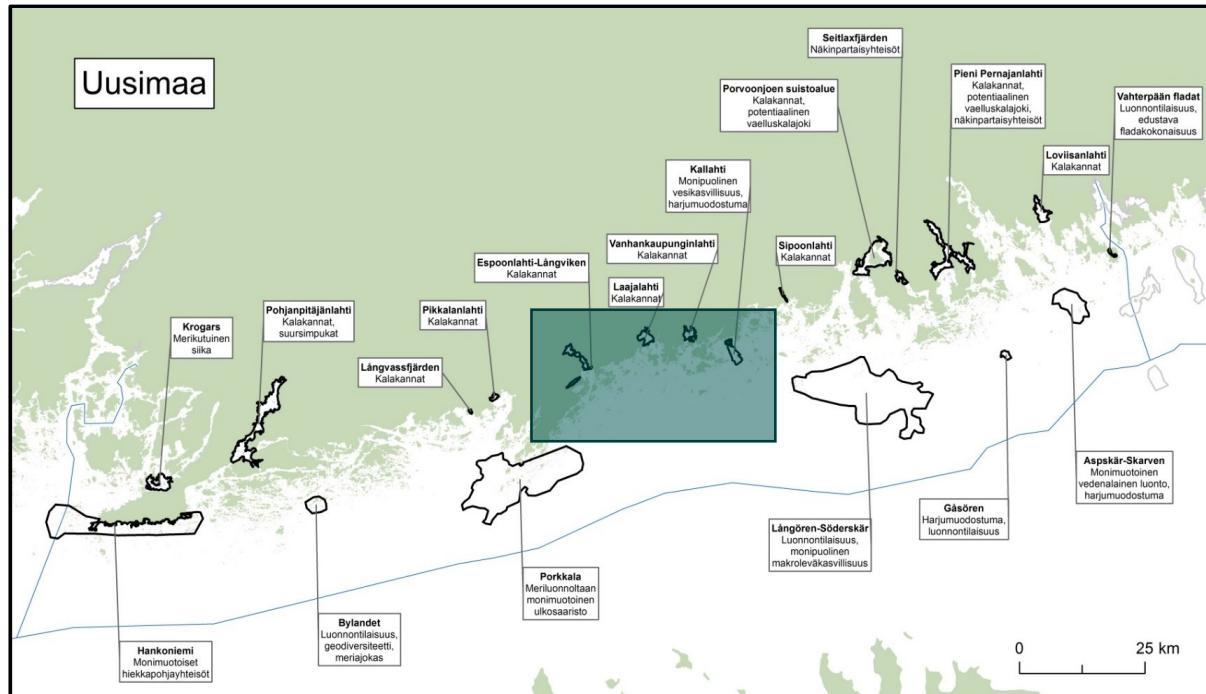 Uusimaa
Seitlaxfjärden
Näkinpartaisyhteisöt
Porvoonjoen suistoalue
Kalakannat,
potentiaalinen
vaelluskalajoki
Pieni Pernajanlahti
Kalakannat,
potentiaalinen
vaelluskalajoki,
näkinpartaisyhteisöt
Vahterpään fladat
Luonnontilaisuus,
edustava
fladakokonaisuus
Loviisanlahti
Kalakannat
Kallahti
Monipuolinen
vesikasvillisuus,
harjumuodostuma
Vanhankaupunginlahti
Kalakannat
Sipoonlahti
Kalakannat
Espoonlahti-Långviken
Kalakannat
Laajalahti
Kalakannat
Pohjanpitäjänlahti
Kalakannat,
suursimpukat
Pikkalanlahti
Kalakannat
Krogars
Merikutuinen
siika
Långvassfjärden
Kalakannat
Aspskär-Skarven
Monimuotoinen
vedenalainen luonto,
harjumuodostuma
Gåsören
Harjumuodostuma,
luonnontilaisuus
Långören-Söderskär
Luonnontilaisuus,
monipuolinen
makroleväkasvillisuus
Porkkala
Meriluonnoltaan
monimuotoinen
ulkosaaristo
Bylandet
Luonnontilaisuus,
geodiversiteetti,
meriajokas
Hankoniemi
Monimuotoiset
hiekkapohjayhteisöt
0 25 km